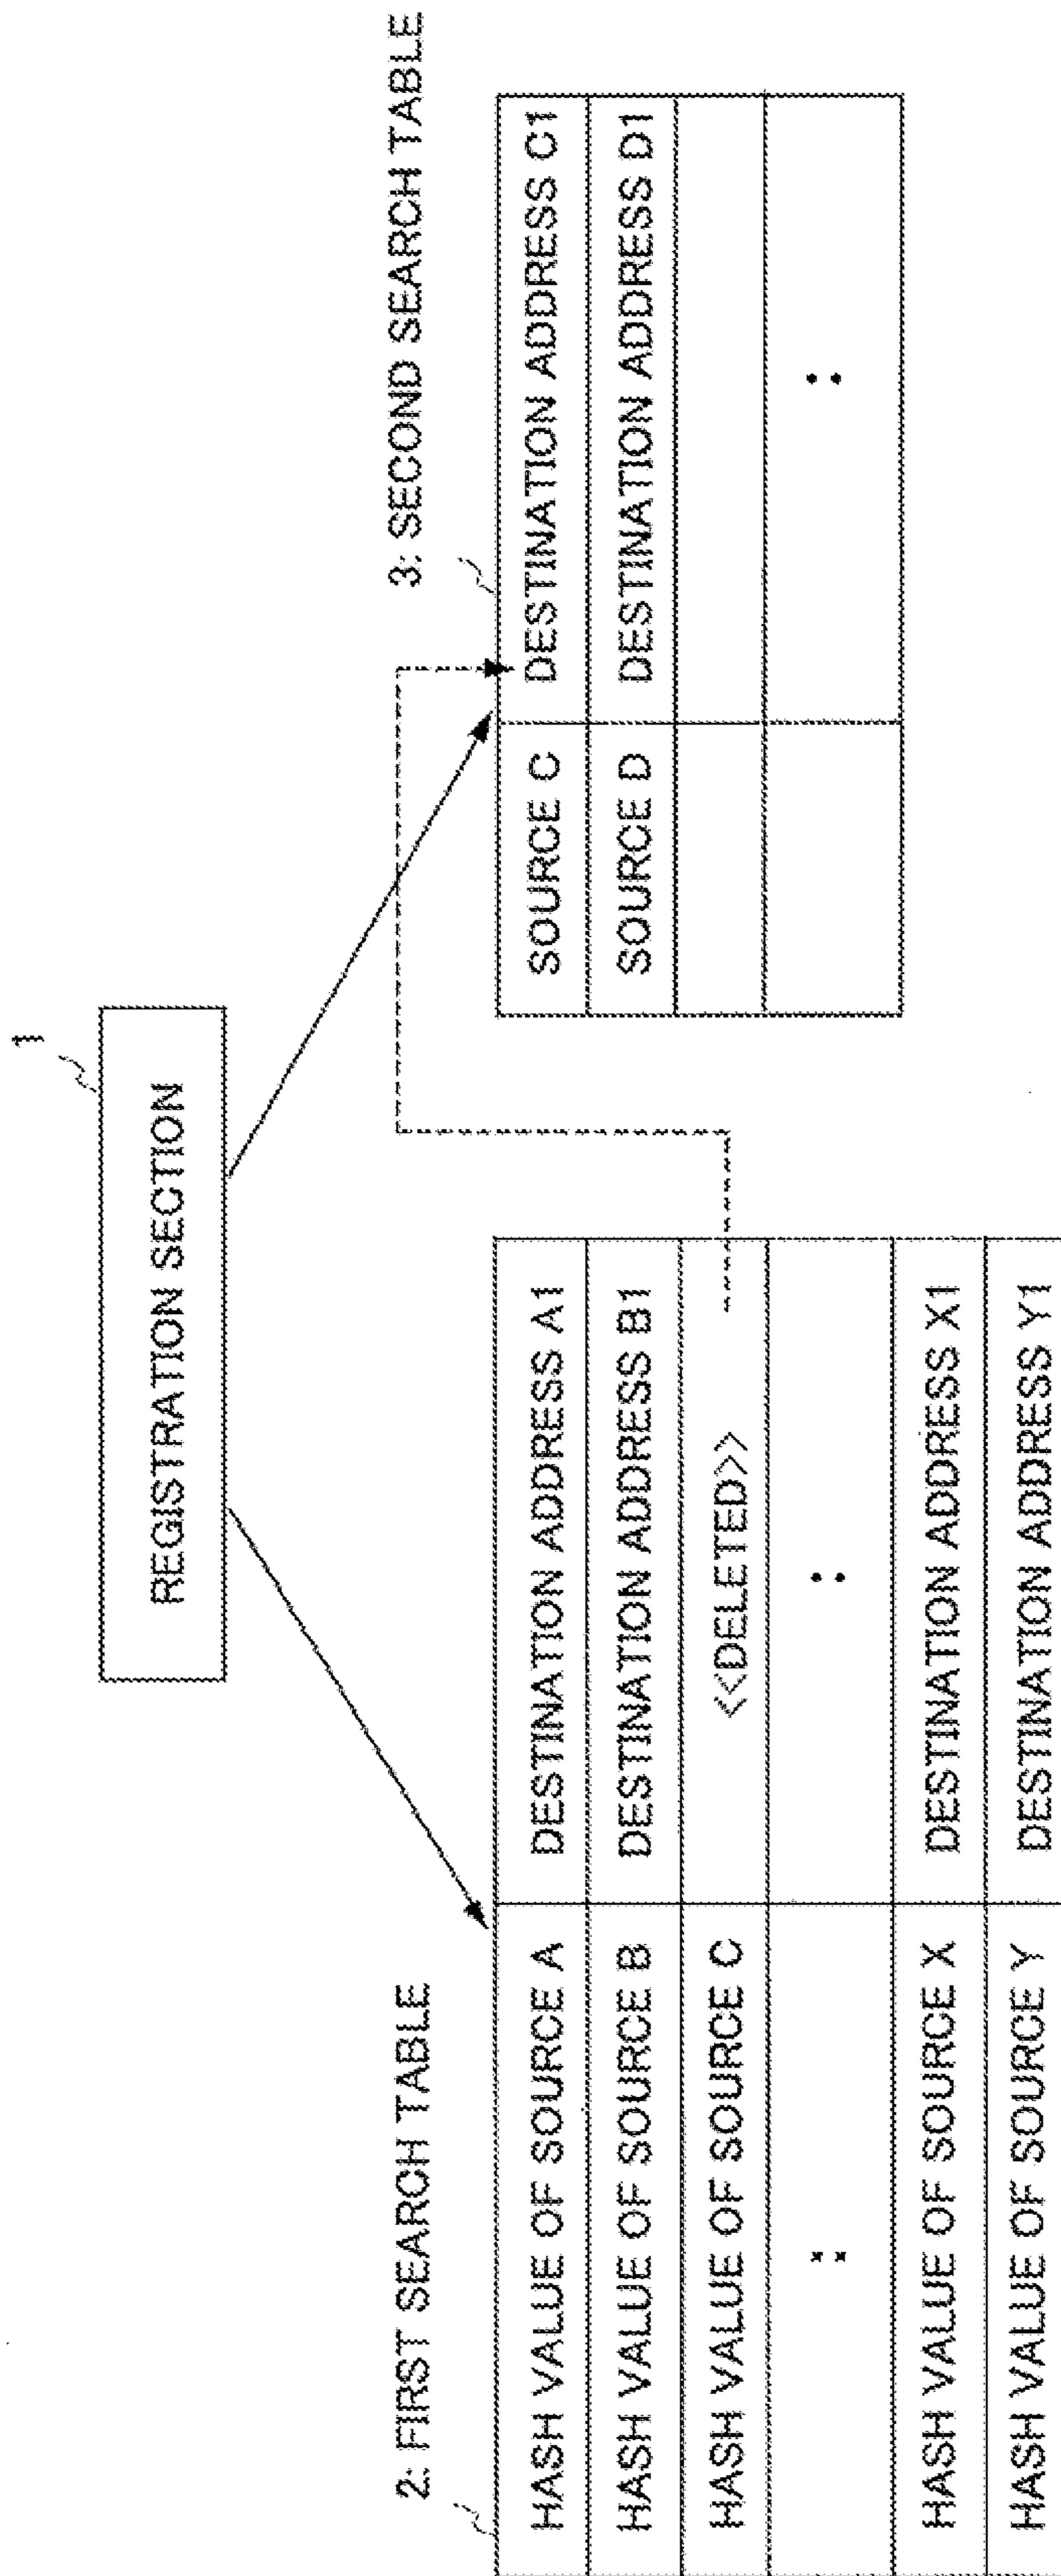 1
REGISTRATION SECTION
2: FIRST SEARCH TABLE
HASH VALUE OF SOURCE A DESTINATION ADDRESS A1
HASH VALUE OF SOURCE B DESTINATION ADDRESS B1
HASH VALUE OF SOURCE C <<DELETED>>
: :
HASH VALUE OF SOURCE X DESTINATION ADDRESS X1
HASH VALUE OF SOURCE Y DESTINATION ADDRESS Y1
3: SECOND SEARCH TABLE
SOURCE C DESTINATION ADDRESS C1
SOURCE D DESTINATION ADDRESS D1
: